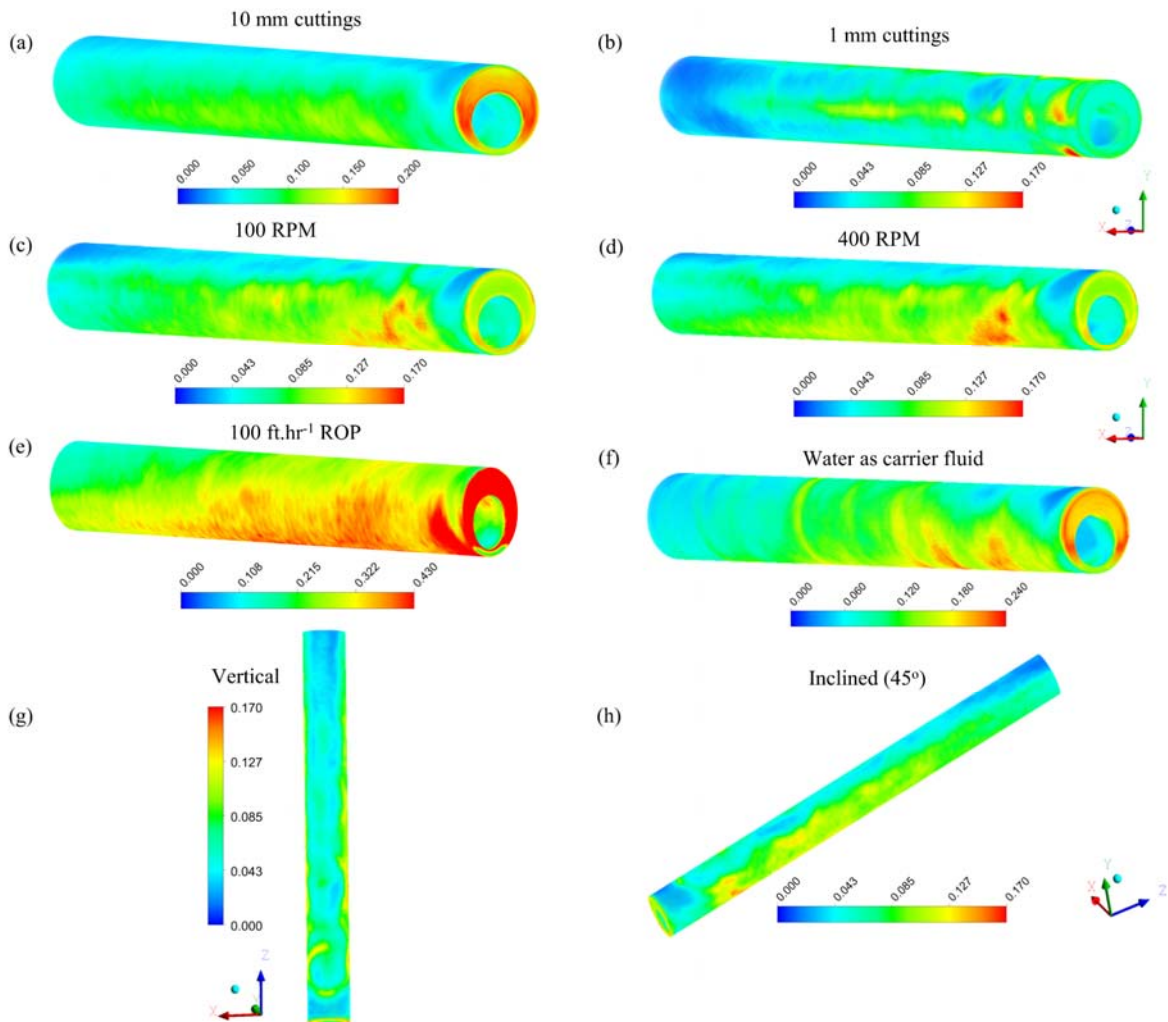 10 mm cuttings
(a)
0.000 0.050 0.100 0.150 0.200
1 mm cuttings
(b)
0.000 0.043 0.085 0.127 0.170
Y
X Z
100 RPM
(c)
0.000 0.043 0.085 0.127 0.170
400 RPM
(d)
0.000 0.043 0.085 0.127 0.170
Y
X Z
100 ft.hr⁻¹ ROP
(e)
0.000 0.108 0.215 0.322 0.430
Water as carrier fluid
(f)
0.000 0.060 0.120 0.180 0.240
Vertical
(g)
0.170
0.127
0.085
0.043
0.000
Z
X
Inclined (45º)
(h)
0.000 0.043 0.085 0.127 0.170
Y
X
Z